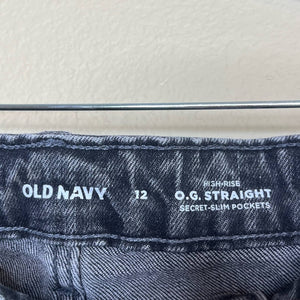 OLD NAVY 12
HIGH-RISE
O.G. STRAIGHT
SECRET-SLIM POCKETS